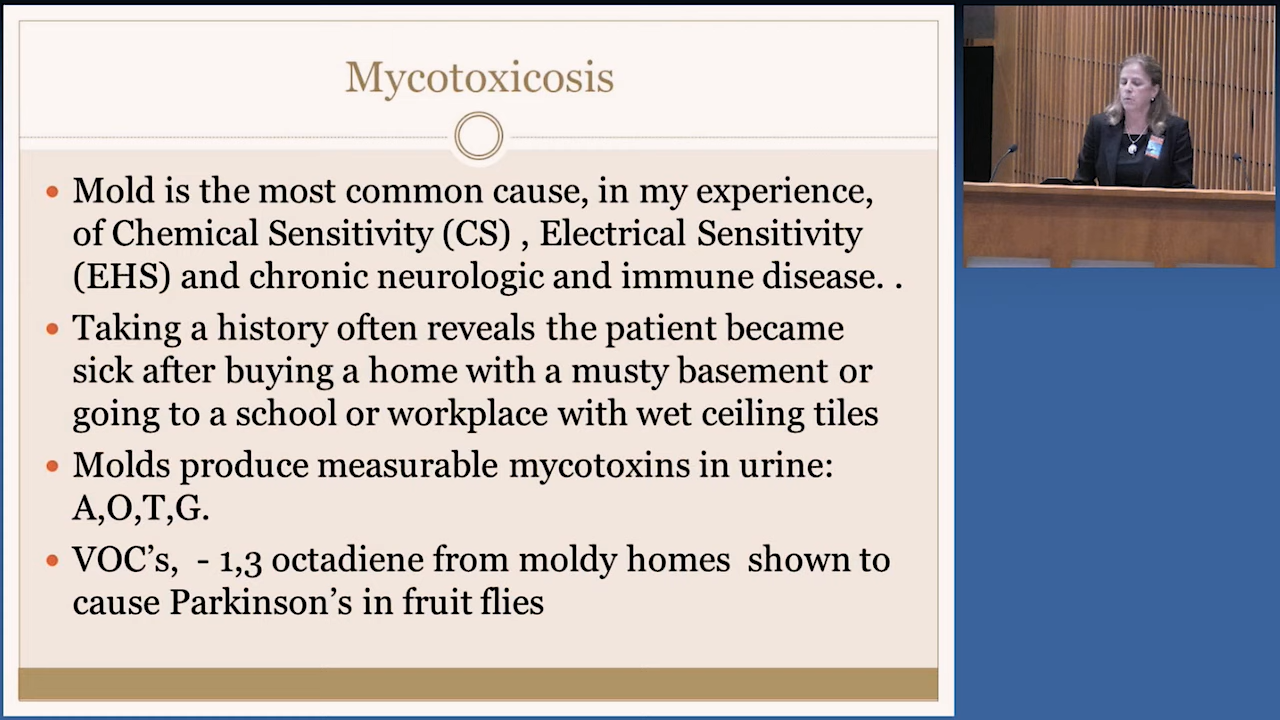 Mycotoxicosis
• Mold is the most common cause, in my experience,
of Chemical Sensitivity (CS) , Electrical Sensitivity
(EHS) and chronic neurologic and immune disease. .
• Taking a history often reveals the patient became
sick after buying a home with a musty basement or
going to a school or workplace with wet ceiling tiles
• Molds produce measurable mycotoxins in urine:
A,O,T,G.
• VOC’s,  - 1,3 octadiene from moldy homes  shown to
cause Parkinson’s in fruit flies